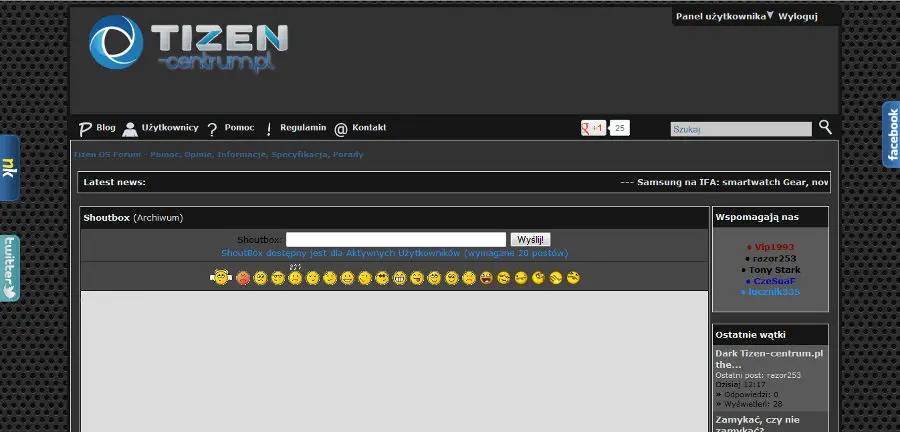 Panel użytkownika Wyloguj
TIZEN
-centrum.pl
Blog Użytkownicy Pomoc Regulamin Kontakt
+1 25
Szukaj
facebook
nk
twitter
Tizen OS Forum - Pomoc, Opinie, Informacje, Specyfikacja, Porady
Latest news:
--- Samsung na IFA: smartwatch Gear, now
Shoutbox (Archiwum)
Shoutbox: Wyślij!
ShoutBox dostępny jest dla Aktywnych Użytkowników (wymagane 20 postów)
Wspomagają nas
• Vip1993
• razor253
• Tony Stark
• CzeSuaF
• lucznik335
Ostatnie wątki
Dark Tizen-centrum.pl
the...
Ostatni post: razor253
Dzisiaj 12:17
» Odpowiedzi: 0
» Wyświetleń: 28
Zamykać, czy nie
zamykać?